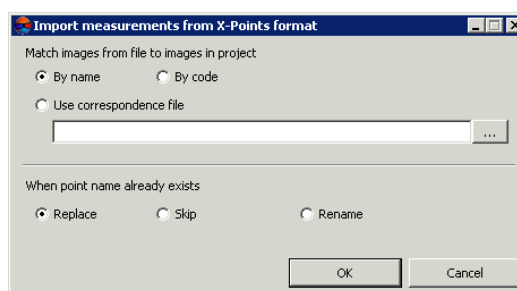 Import measurements from X-Points format
Match images from file to images in project
By name By code
Use correspondence file
...
When point name already exists
Replace Skip Rename
OK Cancel